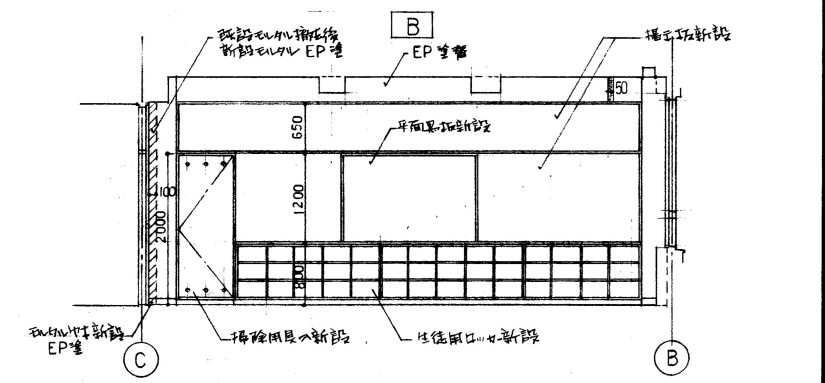 B
既設モルタル撤去後
新設モルタル EP塗
EP塗替
掲示板新設
50
650
平面黒板新設
100
2000
1200
800
モルタル巾木新設
EP塗
掃除用具入新設
生徒用ロッカー新設
C
B